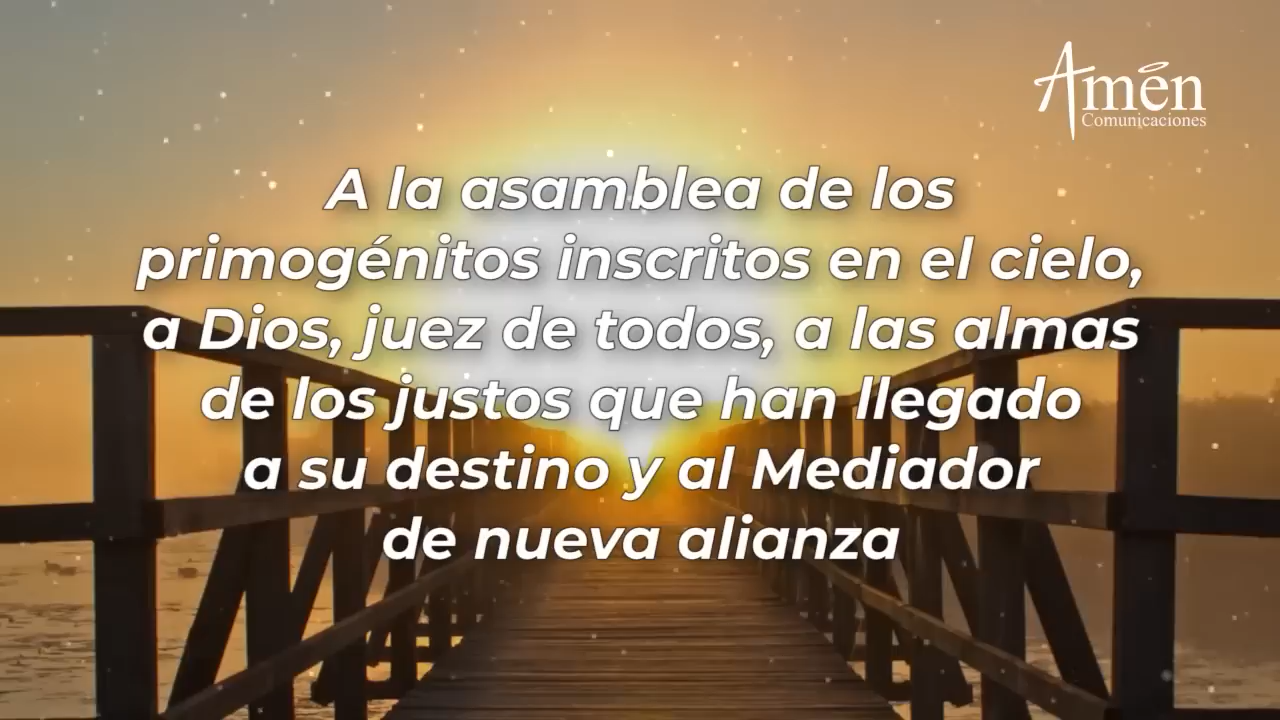 Amén
Comunicaciones
A la asamblea de los
primogénitos inscritos en el cielo,
a Dios, juez de todos, a las almas
de los justos que han llegado
a su destino y al Mediador
de nueva alianza